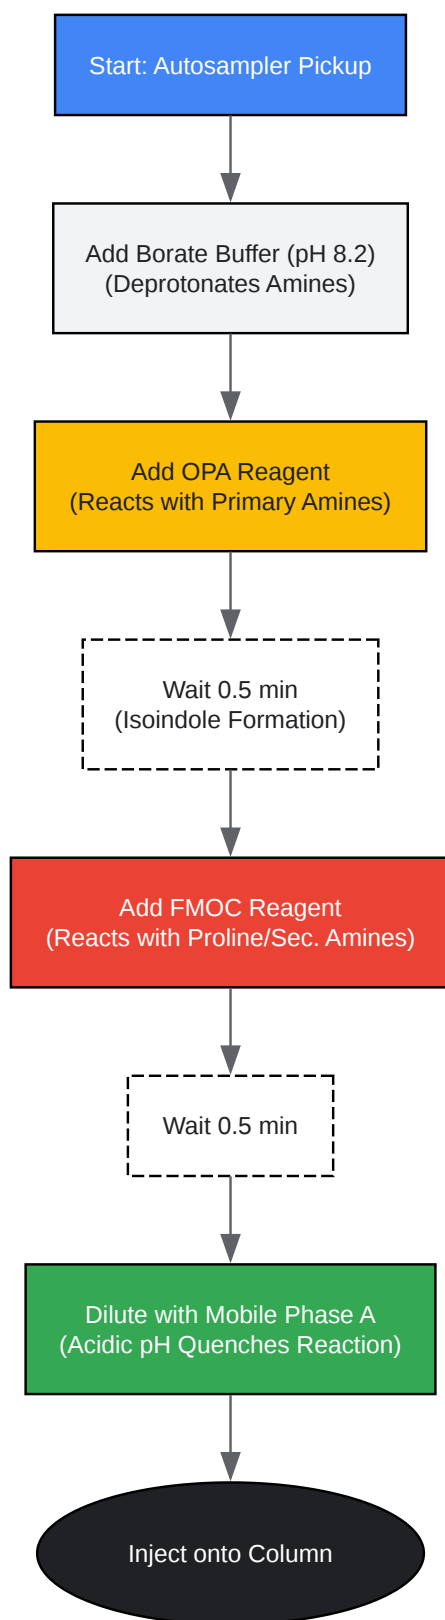 Start: Autosampler Pickup
Add Borate Buffer (pH 8.2)
(Deprotonates Amines)
Add OPA Reagent
(Reacts with Primary Amines)
Wait 0.5 min
(Isoindole Formation)
Add FMOC Reagent
(Reacts with Proline/Sec. Amines)
Wait 0.5 min
Dilute with Mobile Phase A
(Acidic pH Quenches Reaction)
Inject onto Column